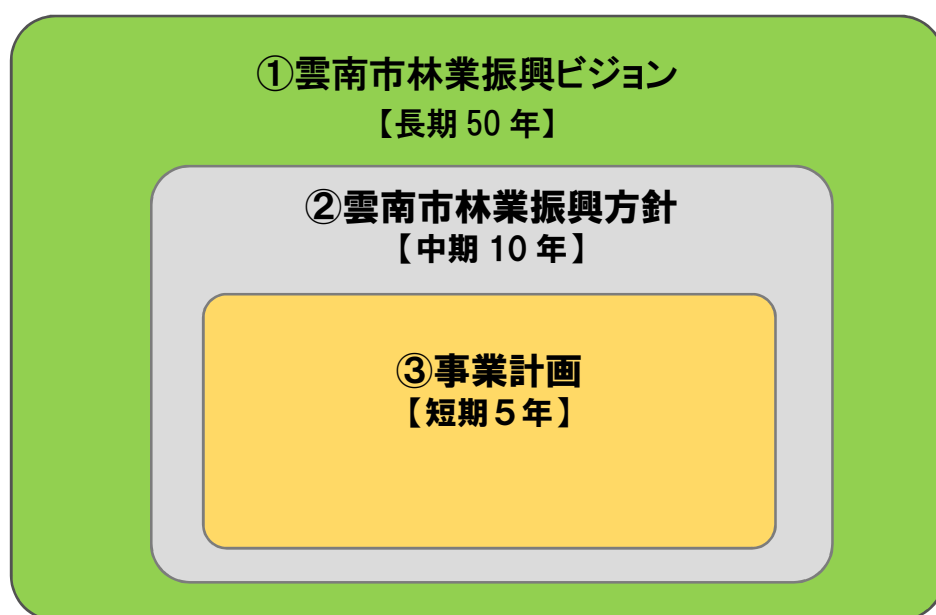 ①雲南市林業振興ビジョン
【長期 50 年】
②雲南市林業振興方針
【中期 10 年】
③事業計画
【短期５年】